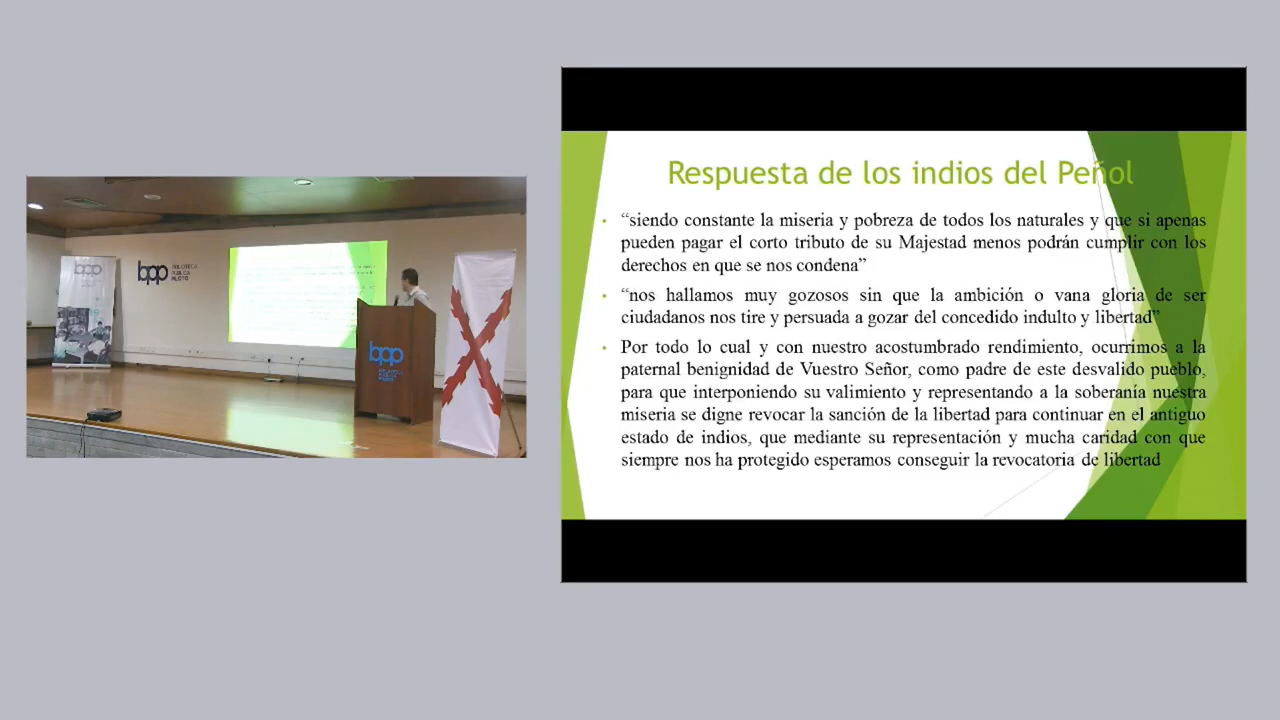 bpp
bpp
BIBLIOTECA
PÚBLICA
PILOTO
bpp
Respuesta de los indios del Peñol
“siendo constante la miseria y pobreza de todos los naturales y que si apenas
pueden pagar el corto tributo de su Majestad menos podrán cumplir con los
derechos en que se nos condena”
“nos hallamos muy gozosos sin que la ambición o vana gloria de ser
ciudadanos nos tire y persuada a gozar del concedido indulto y libertad”
Por todo lo cual y con nuestro acostumbrado rendimiento, ocurrimos a la
paternal benignidad de Vuestro Señor, como padre de este desvalido pueblo,
para que interponiendo su valimiento y representando a la soberanía nuestra
miseria se digne revocar la sanción de la libertad para continuar en el antiguo
estado de indios, que mediante su representación y mucha caridad con que
siempre nos ha protegido esperamos conseguir la revocatoria de libertad